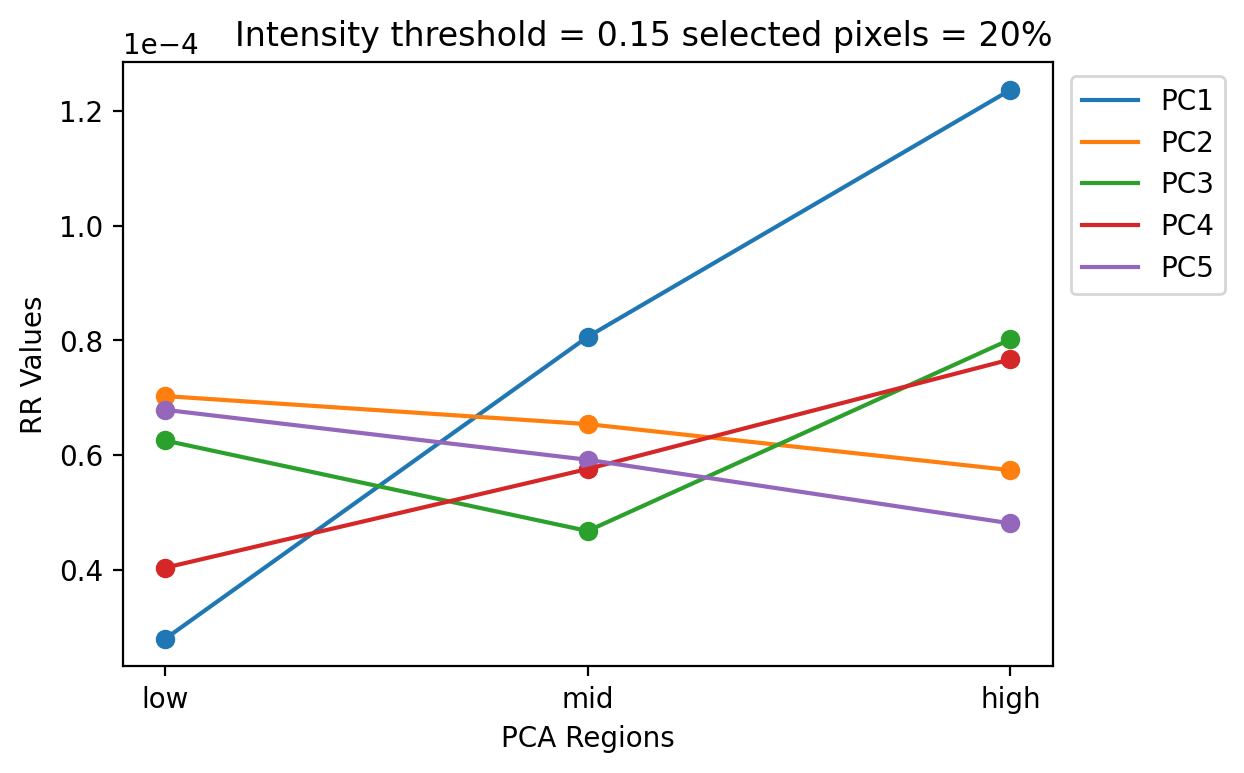 1e−4
Intensity threshold = 0.15 selected pixels = 20%
1.2
1.0
0.8
0.6
0.4
RR Values
low
mid
high
PCA Regions
PC1
PC2
PC3
PC4
PC5